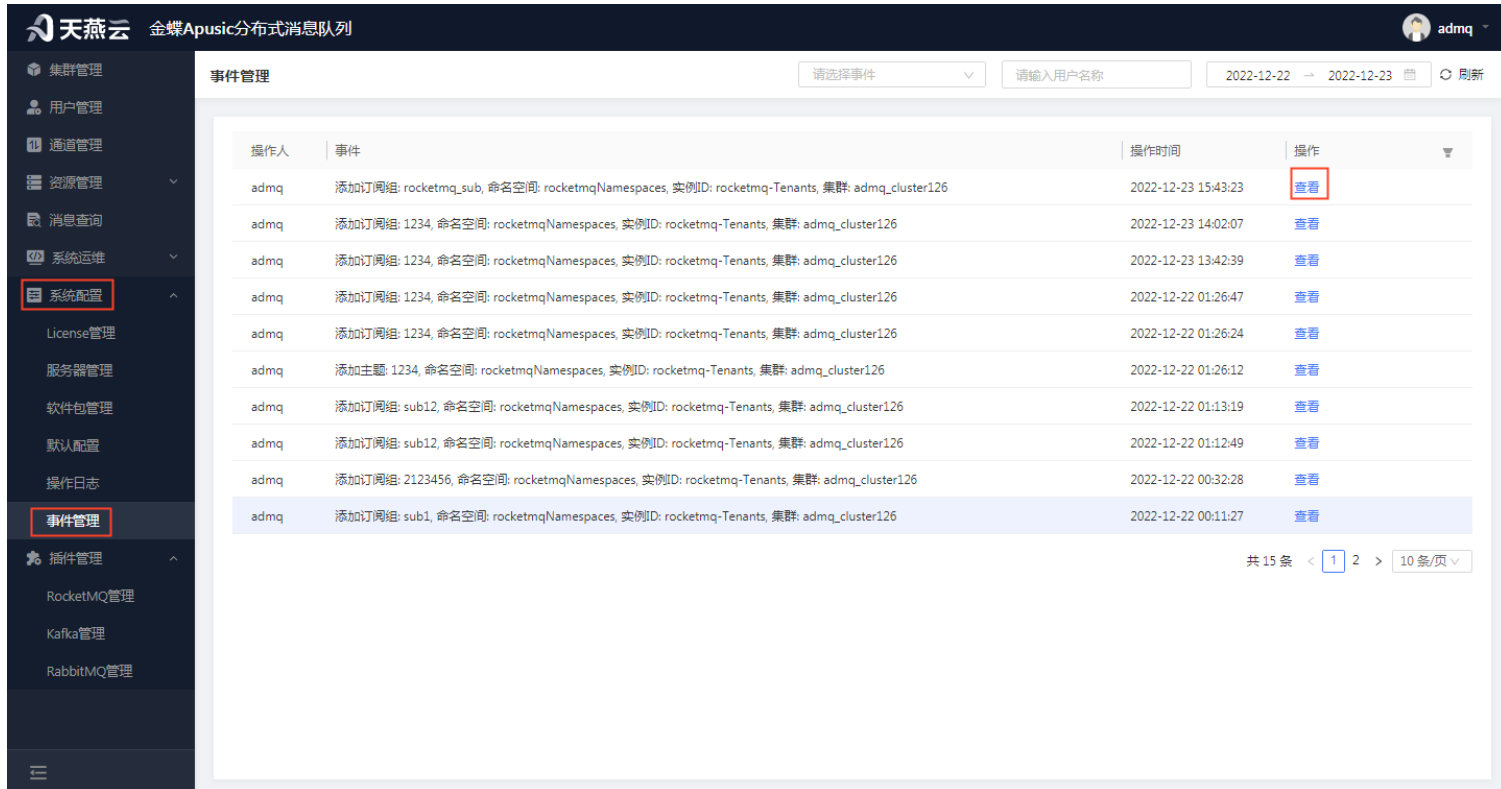 天燕云 金蝶Apusic分布式消息队列 admq
集群管理
用户管理
通道管理
资源管理
消息查询
系统运维
系统配置
License管理
服务器管理
软件包管理
默认配置
操作日志
事件管理
插件管理
RocketMQ管理
Kafka管理
RabbitMQ管理
事件管理 请选择事件 请输入用户名称 2022-12-22 → 2022-12-23 刷新
操作人 事件 操作时间 操作
admq 添加订阅组: rocketmq_sub, 命名空间: rocketmqNamespaces, 实例ID: rocketmq-Tenants, 集群: admq_cluster126 2022-12-23 15:43:23 查看
admq 添加订阅组: 1234, 命名空间: rocketmqNamespaces, 实例ID: rocketmq-Tenants, 集群: admq_cluster126 2022-12-23 14:02:07 查看
admq 添加订阅组: 1234, 命名空间: rocketmqNamespaces, 实例ID: rocketmq-Tenants, 集群: admq_cluster126 2022-12-23 13:42:39 查看
admq 添加订阅组: 1234, 命名空间: rocketmqNamespaces, 实例ID: rocketmq-Tenants, 集群: admq_cluster126 2022-12-22 01:26:47 查看
admq 添加订阅组: 1234, 命名空间: rocketmqNamespaces, 实例ID: rocketmq-Tenants, 集群: admq_cluster126 2022-12-22 01:26:24 查看
admq 添加主题: 1234, 命名空间: rocketmqNamespaces, 实例ID: rocketmq-Tenants, 集群: admq_cluster126 2022-12-22 01:26:12 查看
admq 添加订阅组: sub12, 命名空间: rocketmqNamespaces, 实例ID: rocketmq-Tenants, 集群: admq_cluster126 2022-12-22 01:13:19 查看
admq 添加订阅组: sub12, 命名空间: rocketmqNamespaces, 实例ID: rocketmq-Tenants, 集群: admq_cluster126 2022-12-22 01:12:49 查看
admq 添加订阅组: 2123456, 命名空间: rocketmqNamespaces, 实例ID: rocketmq-Tenants, 集群: admq_cluster126 2022-12-22 00:32:28 查看
admq 添加订阅组: sub1, 命名空间: rocketmqNamespaces, 实例ID: rocketmq-Tenants, 集群: admq_cluster126 2022-12-22 00:11:27 查看
共 15 条 < 1 2 > 10 条/页